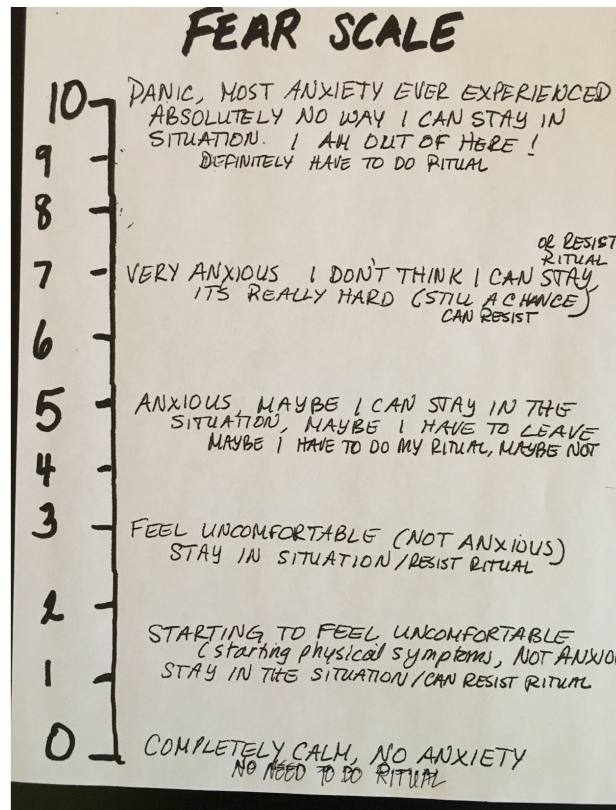 FEAR SCALE
10 PANIC, MOST ANXIETY EVER EXPERIENCED
ABSOLUTELY NO WAY I CAN STAY IN
SITUATION. I AM OUT OF HERE!
9 DEFINITELY HAVE TO DO RITUAL
8
OR RESIST
RITUAL
7 VERY ANXIOUS I DON'T THINK I CAN STAY,
IT'S REALLY HARD (STILL A CHANCE)
CAN RESIST
6
5 ANXIOUS, MAYBE I CAN STAY IN THE
SITUATION, MAYBE I HAVE TO LEAVE
MAYBE I HAVE TO DO MY RITUAL, MAYBE NOT
4
3 FEEL UNCOMFORTABLE (NOT ANXIOUS)
STAY IN SITUATION/RESIST RITUAL
2
STARTING TO FEEL UNCOMFORTABLE
(starting physical symptoms, NOT ANXIO
1 STAY IN THE SITUATION/CAN RESIST RITUAL
0 COMPLETELY CALM, NO ANXIETY
NO NEED TO DO RITUAL